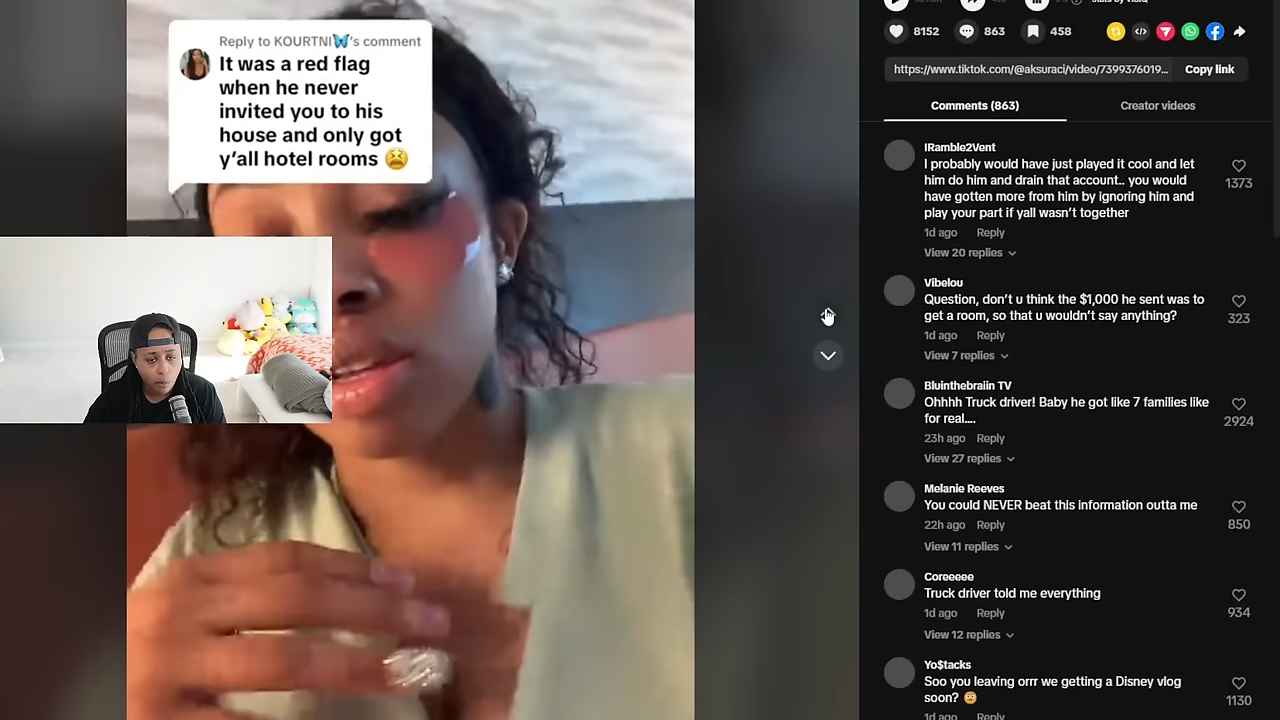 Reply to KOURTNI🦋's comment
It was a red flag
when he never
invited you to his
house and only got
y'all hotel rooms 😫
8152
863
458
https://www.tiktok.com/@aksuraci/video/7399376019...
Copy link
Comments (863)
Creator videos
IRamble2Vent
I probably would have just played it cool and let
him do him and drain that account.. you would
have gotten more from him by ignoring him and
play your part if yall wasn't together
1373
1d ago Reply
View 20 replies
Vibelou
Question, don't u think the $1,000 he sent was to
get a room, so that u wouldn't say anything?
323
1d ago Reply
View 7 replies
Bluinthebraiin TV
Ohhhh Truck driver! Baby he got like 7 families like
for real....
2924
23h ago Reply
View 27 replies
Melanie Reeves
You could NEVER beat this information outta me
850
22h ago Reply
View 11 replies
Coreeeee
Truck driver told me everything
934
1d ago Reply
View 12 replies
Yo$tacks
Soo you leaving orrr we getting a Disney vlog
soon? 😳
1130
1d ago Reply